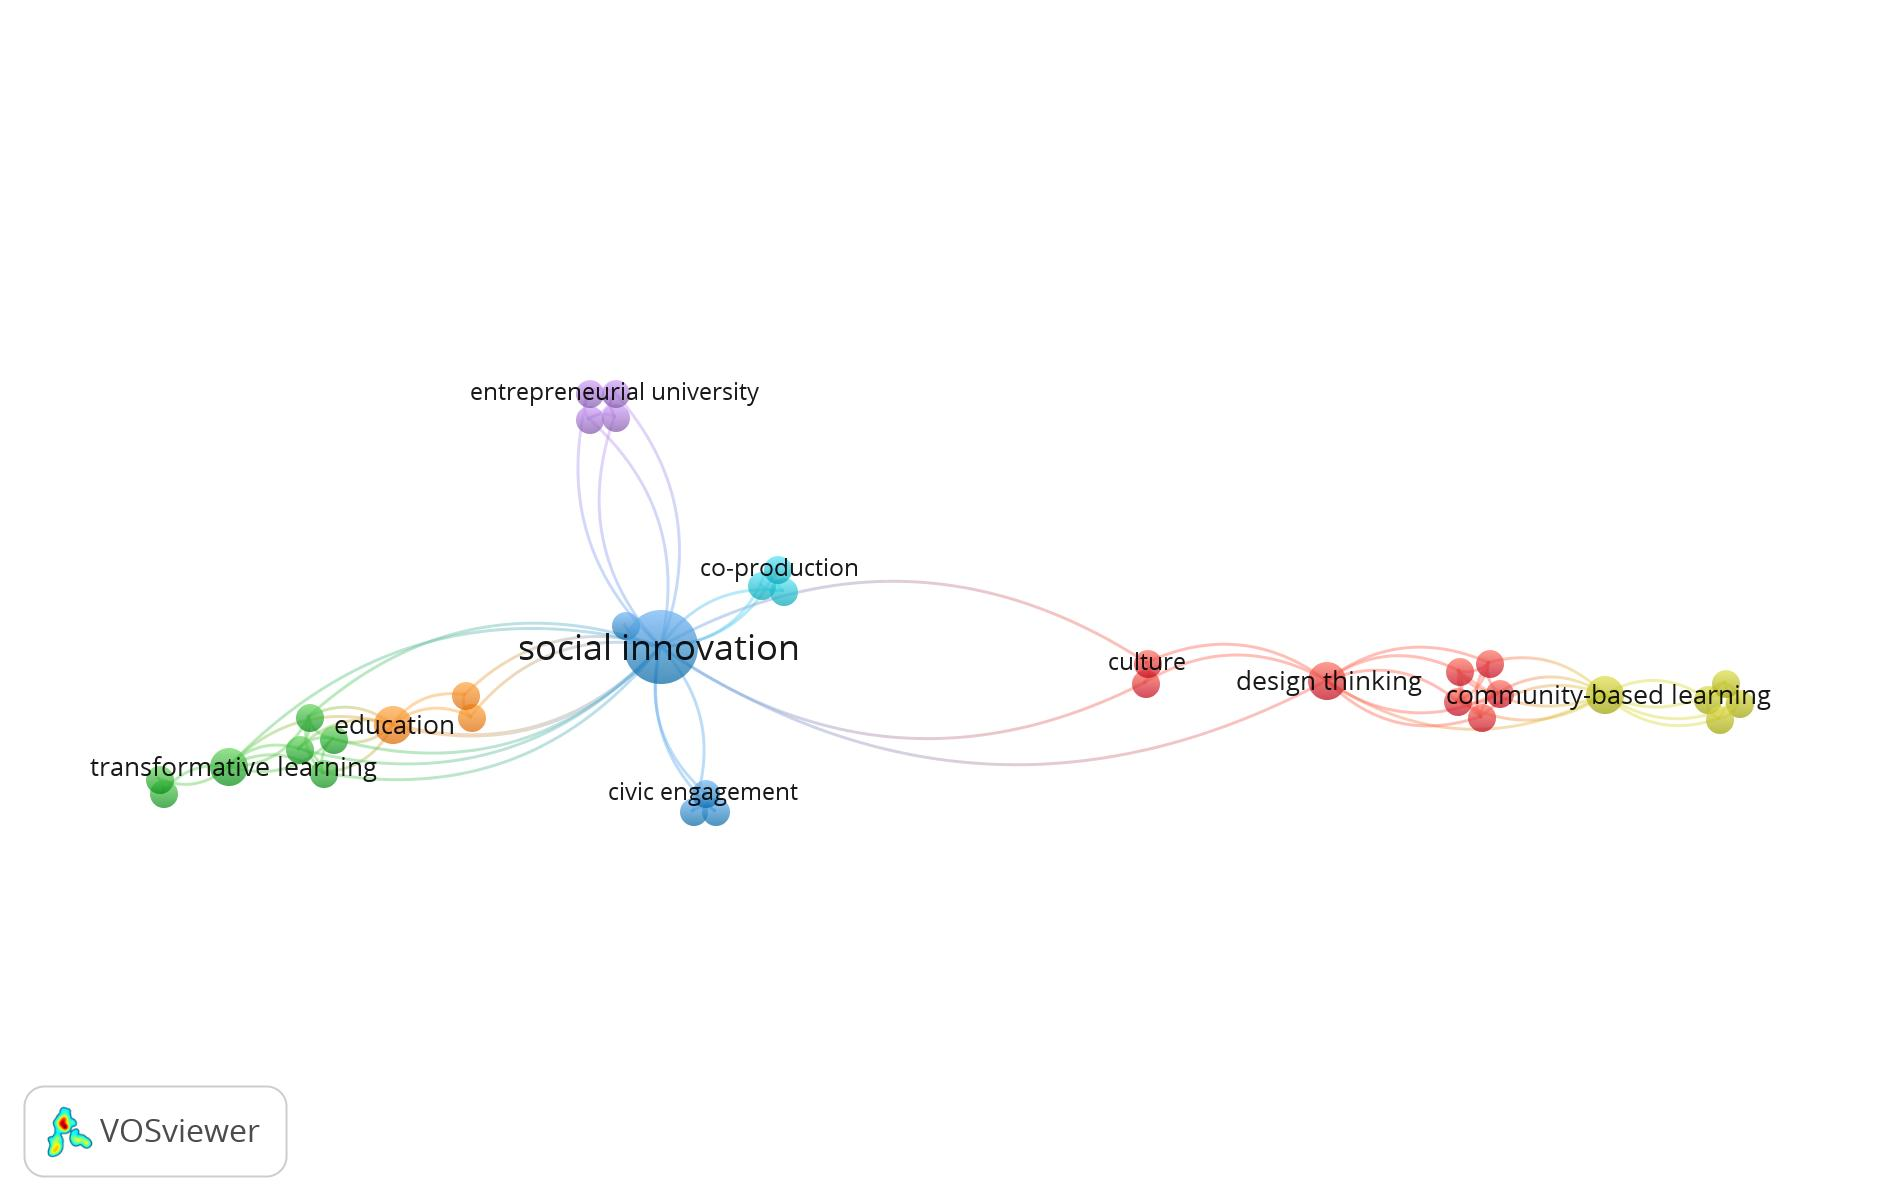 entrepreneurial university
co-production
social innovation
culture
design thinking
community-based learning
education
transformative learning
civic engagement
VOSviewer